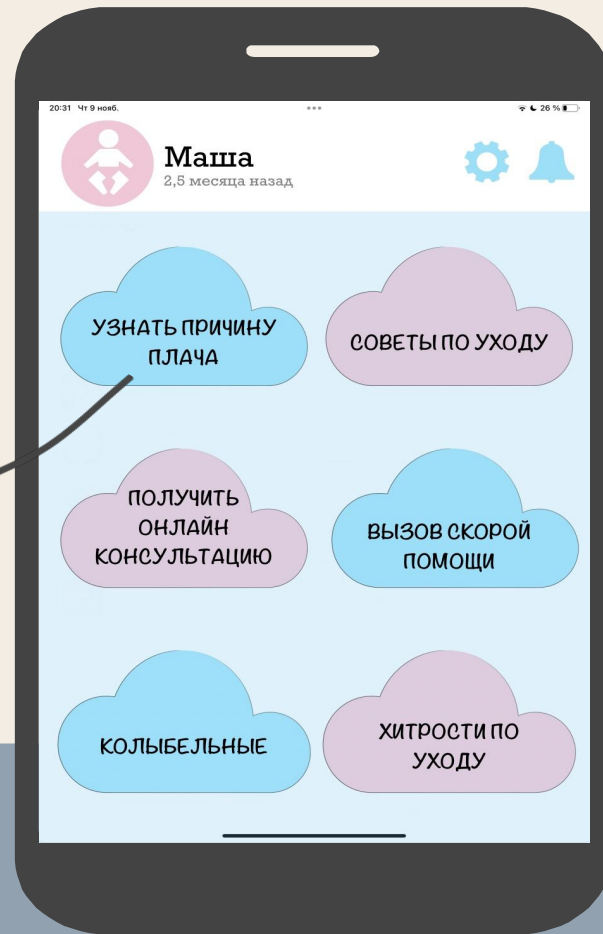 20:31 Чт 9 нояб.
26 %
Маша
2,5 месяца назад
УЗНАТЬ ПРИЧИНУ
ПЛАЧА
СОВЕТЫ ПО УХОДУ
ПОЛУЧИТЬ
ОНЛАЙН
КОНСУЛЬТАЦИЮ
ВЫЗОВ СКОРОЙ
ПОМОЩИ
КОЛЫБЕЛЬНЫЕ
ХИТРОСТИ ПО
УХОДУ